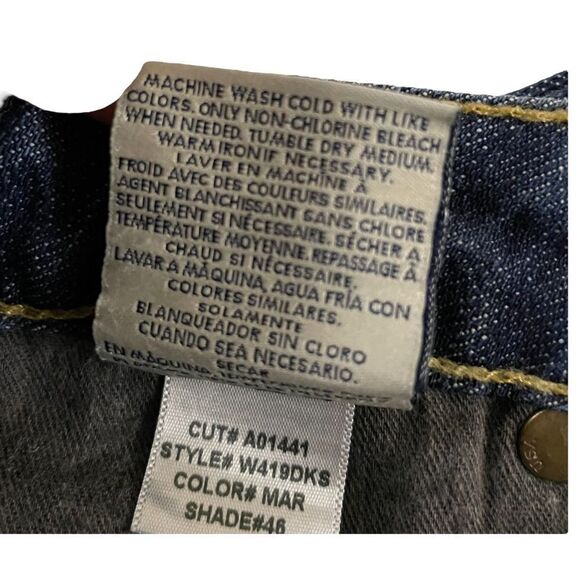 MACHINE WASH COLD WITH LIKE
COLORS. ONLY NON-CHLORINE BLEACH
WHEN NEEDED. TUMBLE DRY MEDIUM.
WARM IRON IF NECESSARY.
LAVER EN MACHINE À
FROID AVEC DES COULEURS SIMILAIRES.
AGENT BLANCHISSANT SANS CHLORE
SEULEMENT SI NÉCESSAIRE. SÉCHER À
TEMPÉRATURE MOYENNE. REPASSAGE À
CHAUD SI NÉCESSAIRE.
LAVAR A MÁQUINA, AGUA FRÍA CON
COLORES SIMILARES.
SOLAMENTE
BLANQUEADOR SIN CLORO
CUANDO SEA NECESARIO.
SECAR
EN MÁQUINA
CUT# A01441
STYLE# W419DKS
COLOR# MAR
SHADE#46